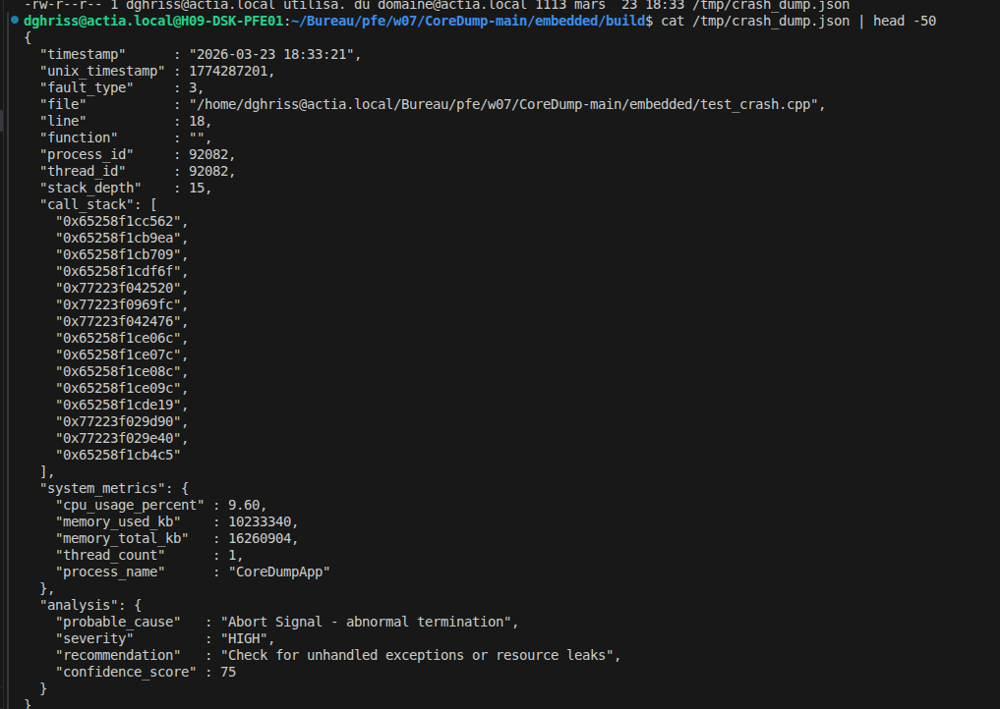 -rw-r--r-- 1 dghriss@actia.local utilisa. du domaine@actia.local 1113 mars  23 18:33 /tmp/crash_dump.json
dghriss@actia.local@H09-DSK-PFE01:~/Bureau/pfe/w07/CoreDump-main/embedded/build$ cat /tmp/crash_dump.json | head -50
{
  "timestamp"      : "2026-03-23 18:33:21",
  "unix_timestamp" : 1774287201,
  "fault_type"     : 3,
  "file"           : "/home/dghriss@actia.local/Bureau/pfe/w07/CoreDump-main/embedded/test_crash.cpp",
  "line"           : 18,
  "function"       : "",
  "process_id"     : 92082,
  "thread_id"      : 92082,
  "stack_depth"    : 15,
  "call_stack": [
    "0x65258f1cc562",
    "0x65258f1cb9ea",
    "0x65258f1cb709",
    "0x65258f1cdf6f",
    "0x77223f042520",
    "0x77223f0969fc",
    "0x77223f042476",
    "0x65258f1ce06c",
    "0x65258f1ce07c",
    "0x65258f1ce08c",
    "0x65258f1ce09c",
    "0x65258f1cde19",
    "0x77223f029d90",
    "0x77223f029e40",
    "0x65258f1cb4c5"
  ],
  "system_metrics": {
    "cpu_usage_percent" : 9.60,
    "memory_used_kb"    : 10233340,
    "memory_total_kb"   : 16260904,
    "thread_count"      : 1,
    "process_name"      : "CoreDumpApp"
  },
  "analysis": {
    "probable_cause"   : "Abort Signal - abnormal termination",
    "severity"         : "HIGH",
    "recommendation"   : "Check for unhandled exceptions or resource leaks",
    "confidence_score" : 75
  }
}